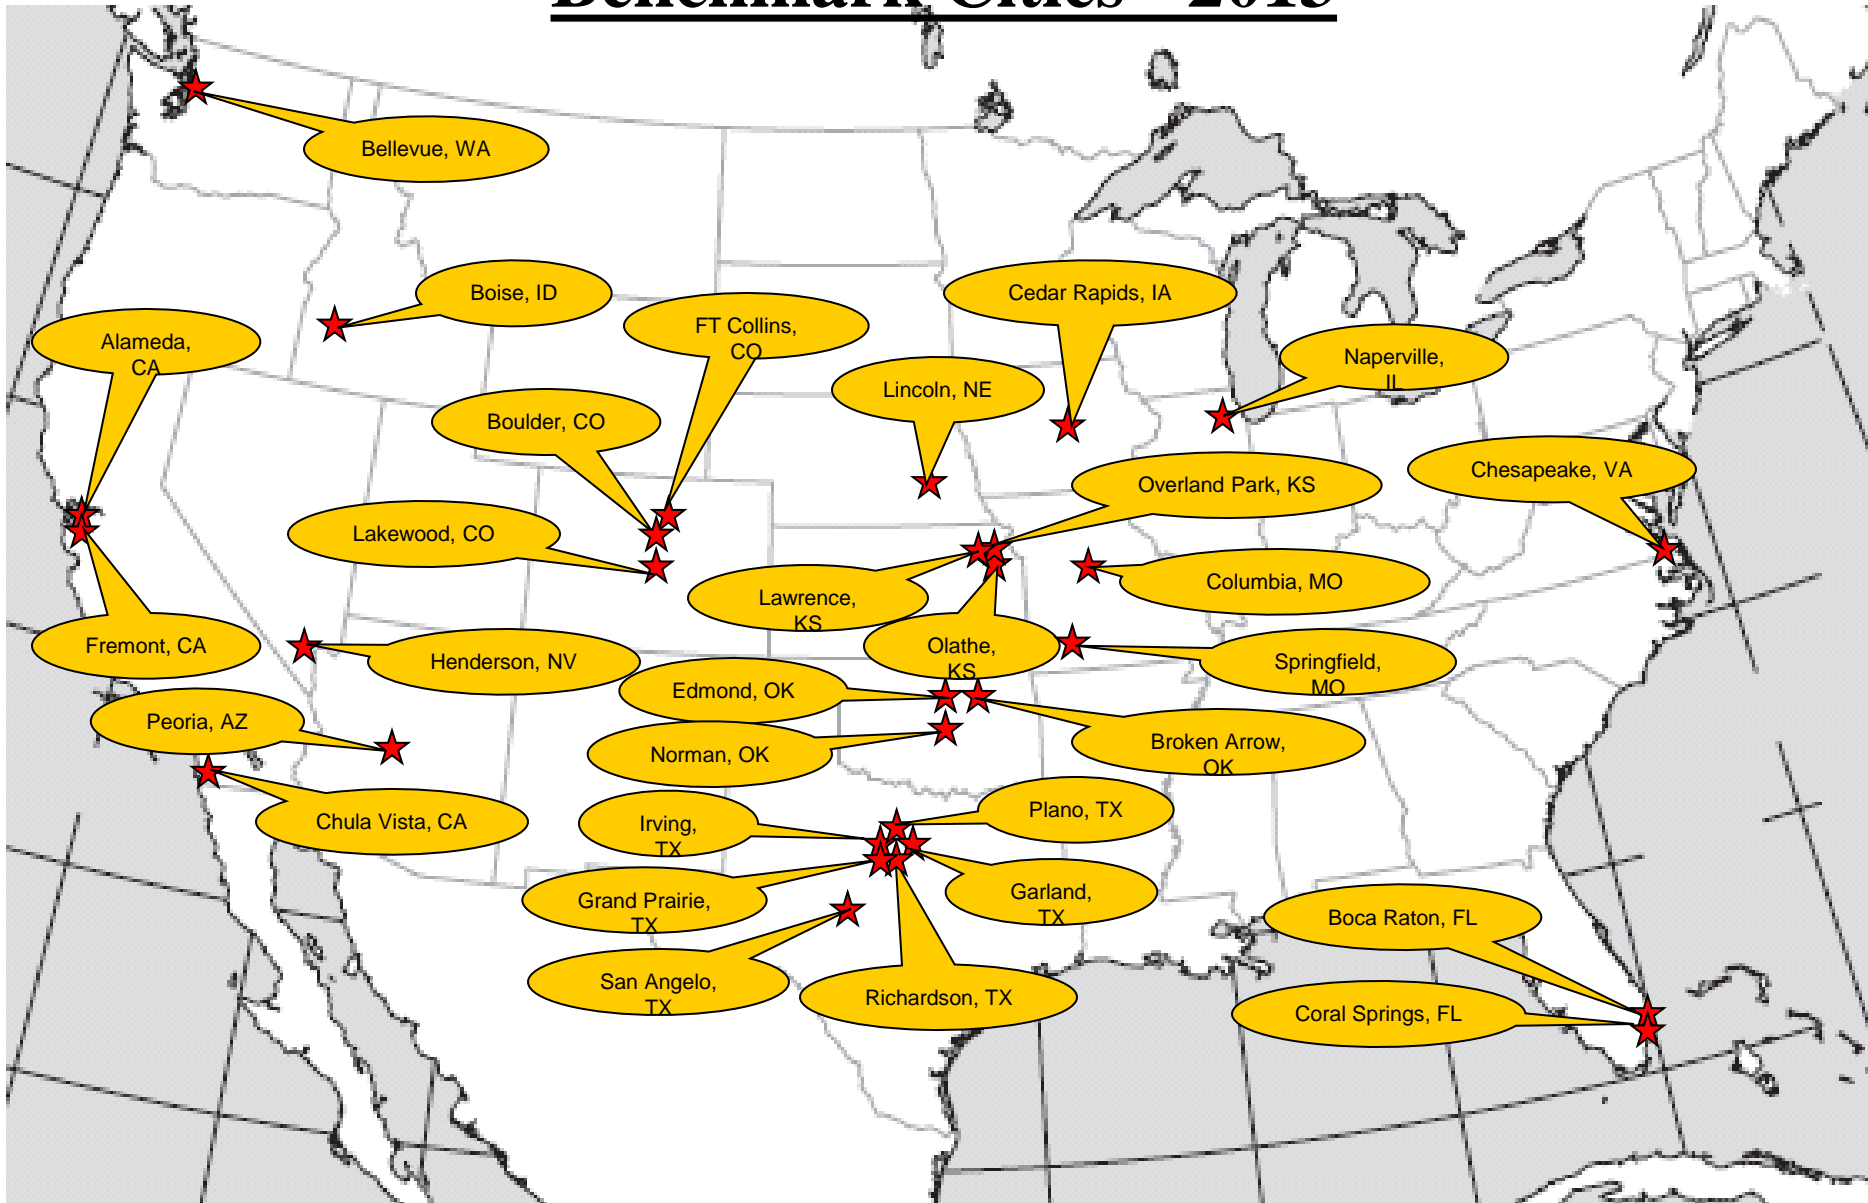 Benchmark Cities - 2015
Bellevue, WA
Boise, ID
Cedar Rapids, IA
FT Collins,
CO
Alameda,
CA
Naperville,
IL
Lincoln, NE
Boulder, CO
Chesapeake, VA
Overland Park, KS
Lakewood, CO
Columbia, MO
Lawrence,
KS
Fremont, CA
Henderson, NV
Olathe,
KS
Springfield,
MO
Edmond, OK
Peoria, AZ
Norman, OK
Broken Arrow,
OK
Plano, TX
Chula Vista, CA
Irving,
TX
Grand Prairie,
TX
Garland,
TX
Boca Raton, FL
San Angelo,
TX
Richardson, TX
Coral Springs, FL